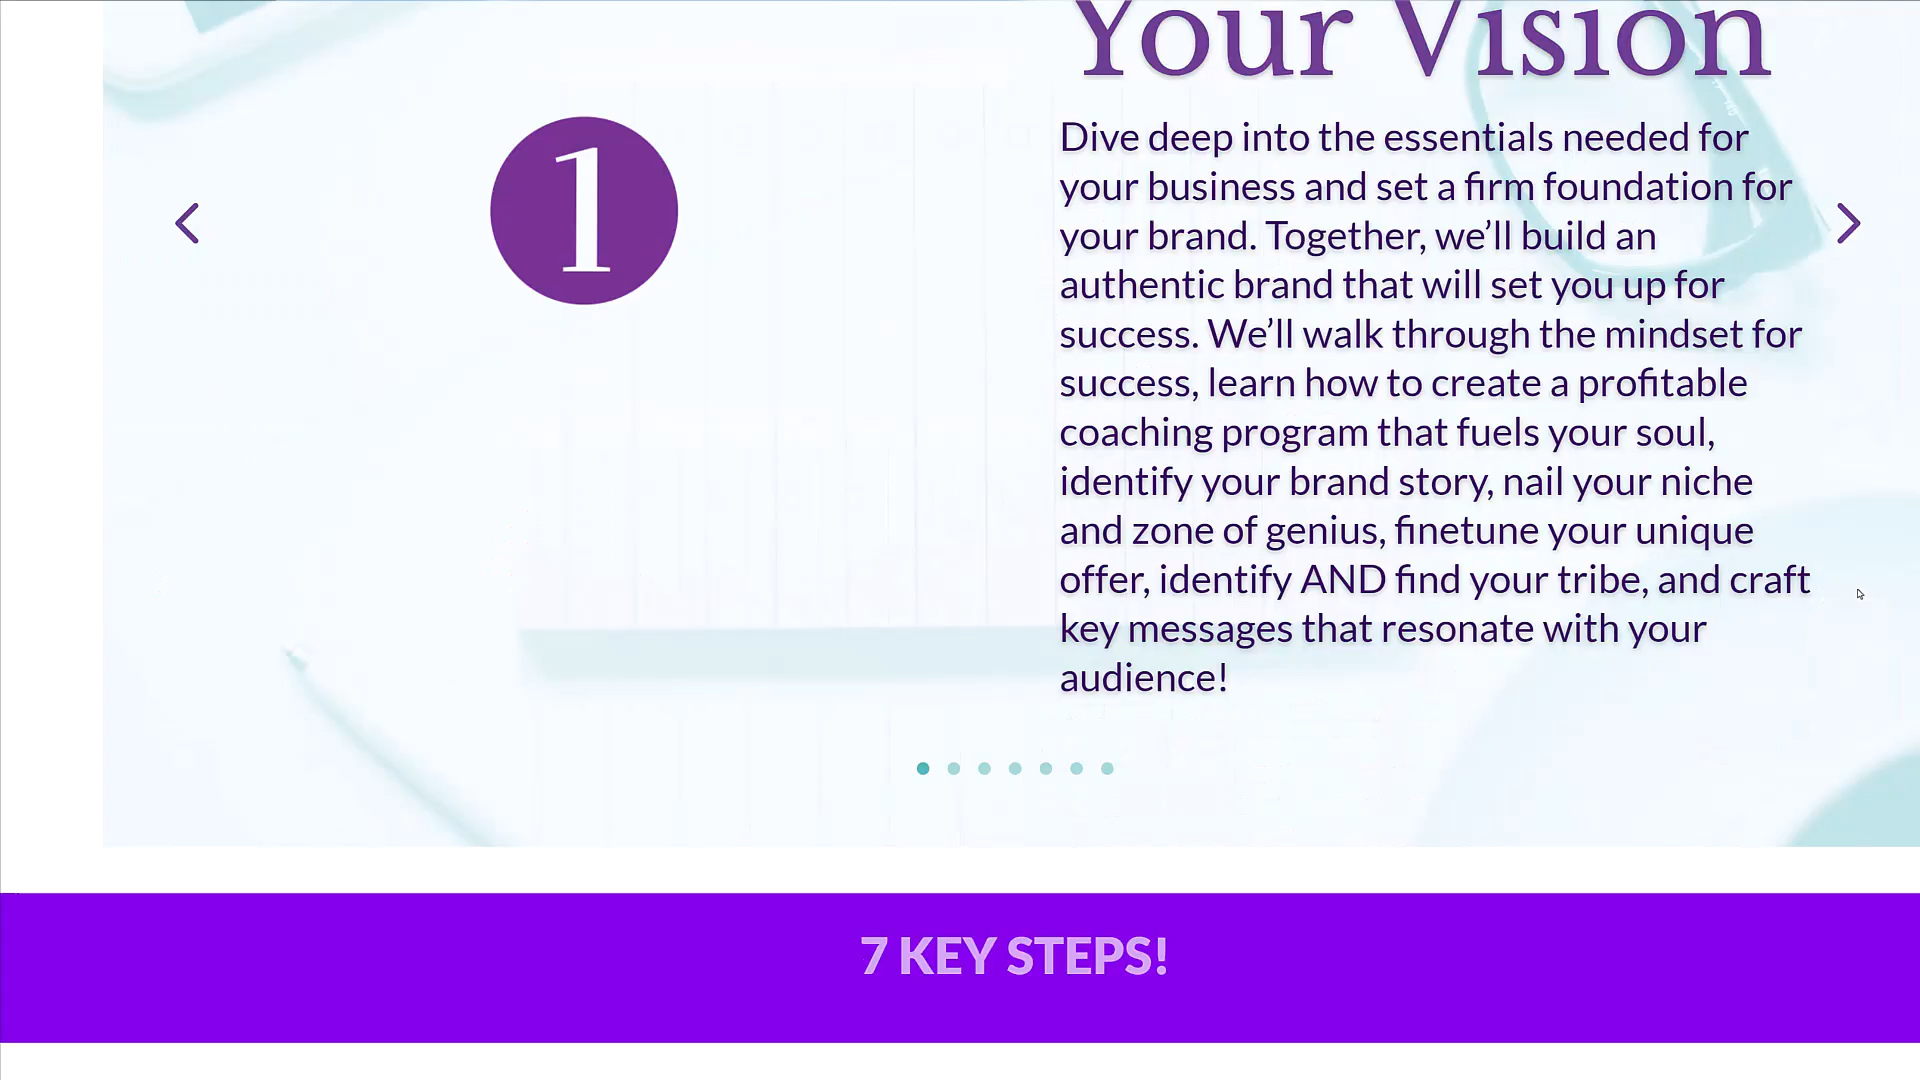 Your Vision
1
Dive deep into the essentials needed for
your business and set a firm foundation for
your brand. Together, we’ll build an
authentic brand that will set you up for
success. We’ll walk through the mindset for
success, learn how to create a profitable
coaching program that fuels your soul,
identify your brand story, nail your niche
and zone of genius, finetune your unique
offer, identify AND find your tribe, and craft
key messages that resonate with your
audience!
7 KEY STEPS!